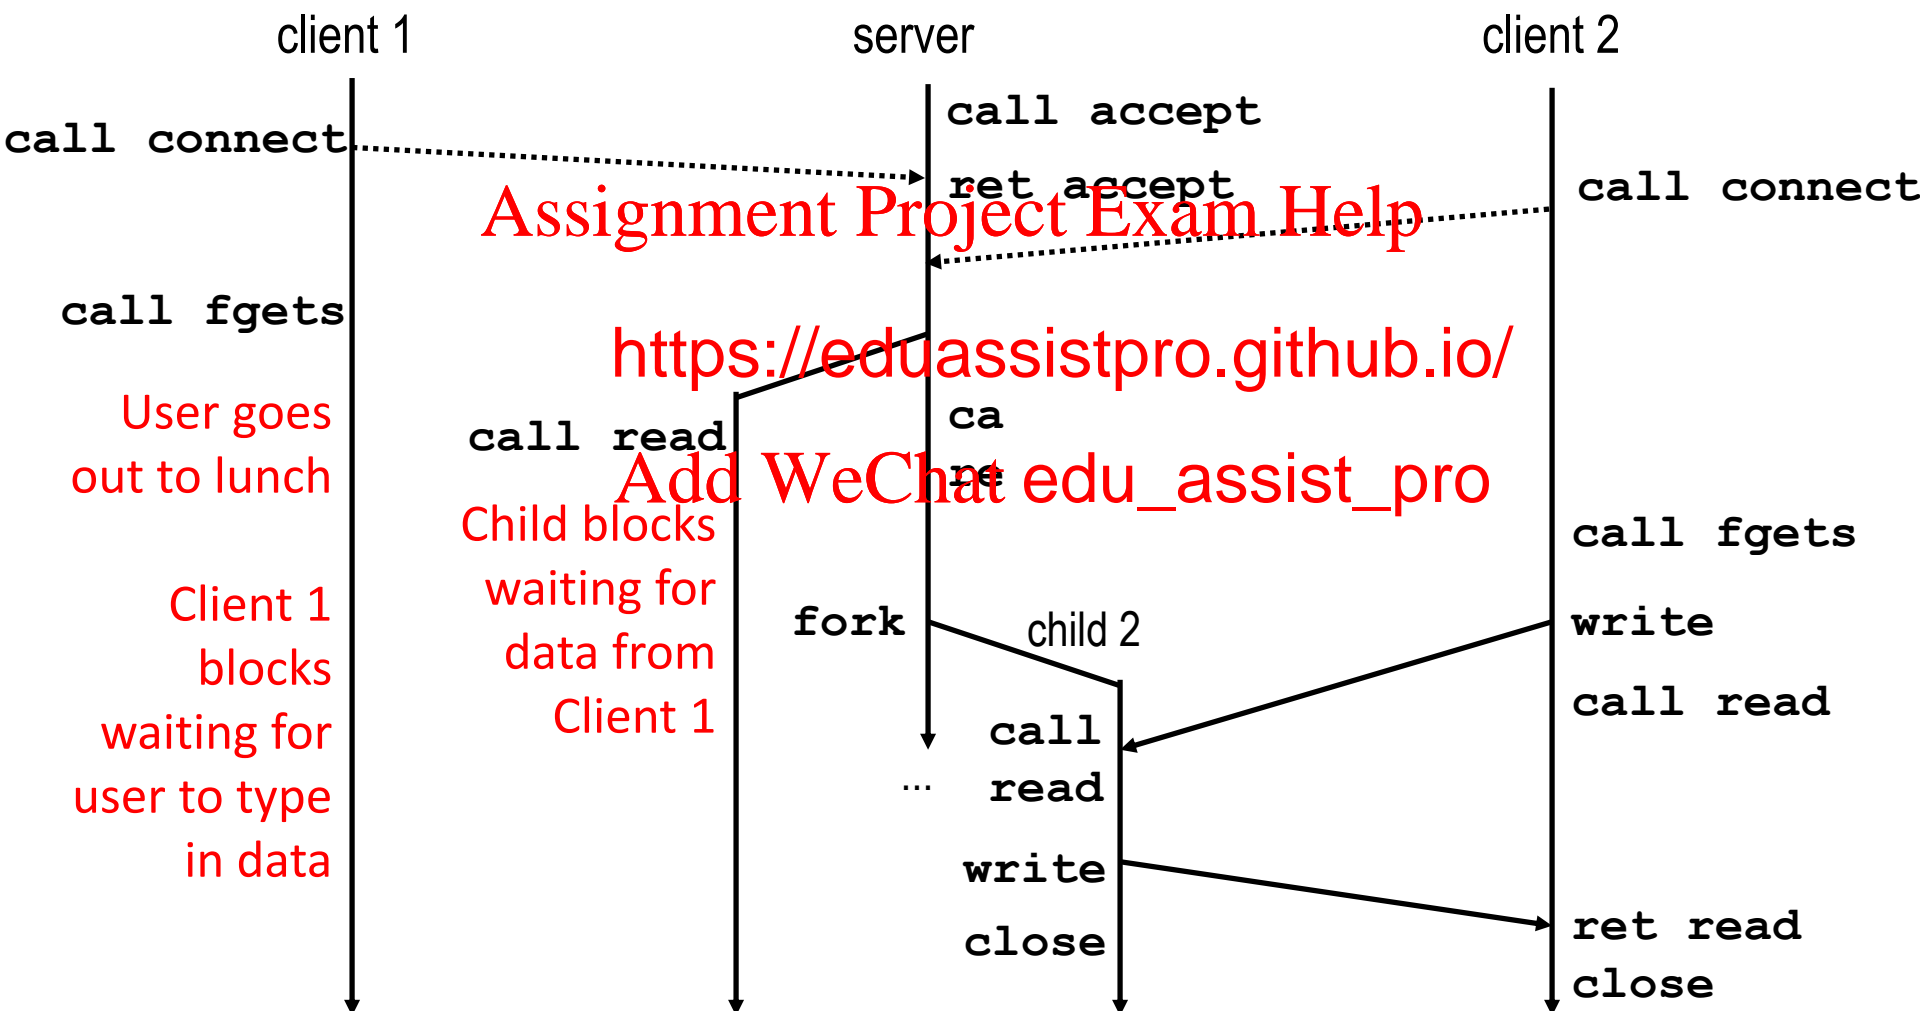 client 1
server
client 2
call connect
call accept
ret accept
call connect
Assignment Project Exam Help
call fgets
https://eduassistpro.github.io/
User goes
out to lunch
call read
ca
re
Add WeChat edu_assist_pro
Child blocks
waiting for
data from
Client 1
call fgets
Client 1
blocks
waiting for
user to type
in data
fork
child 2
write
call read
call
read
...
write
close
ret read
close